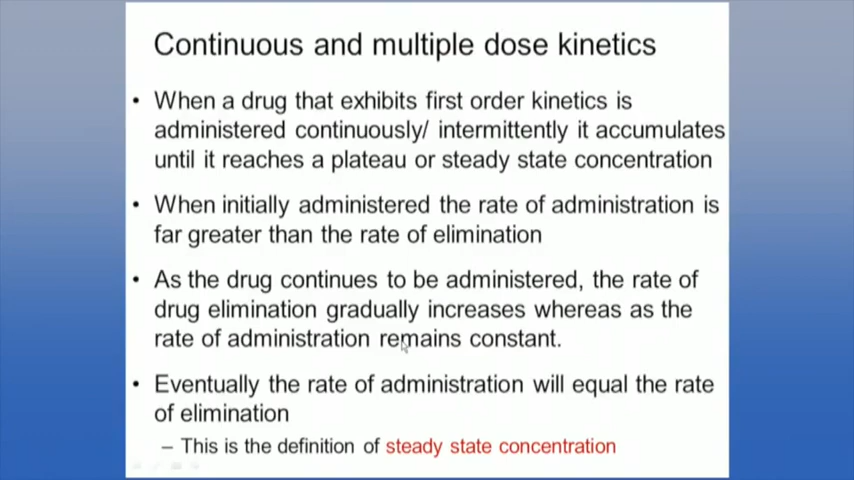 Continuous and multiple dose kinetics
• When a drug that exhibits first order kinetics is
administered continuously/ intermittently it accumulates
until it reaches a plateau or steady state concentration
• When initially administered the rate of administration is
far greater than the rate of elimination
• As the drug continues to be administered, the rate of
drug elimination gradually increases whereas as the
rate of administration remains constant.
• Eventually the rate of administration will equal the rate
of elimination
– This is the definition of steady state concentration